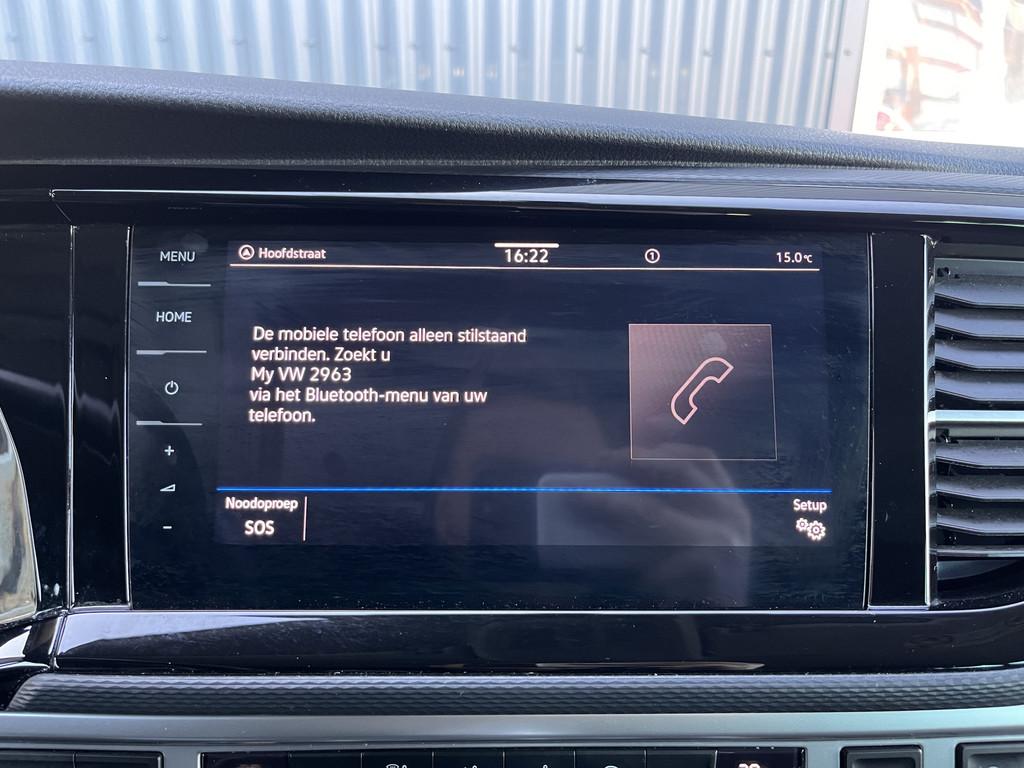 MENU
HOME
+
-
Hoofdstraat
16:22
1
15.0°C
De mobiele telefoon alleen stilstaand
verbinden. Zoekt u
My VW 2963
via het Bluetooth-menu van uw
telefoon.
Noodoproep
SOS
Setup